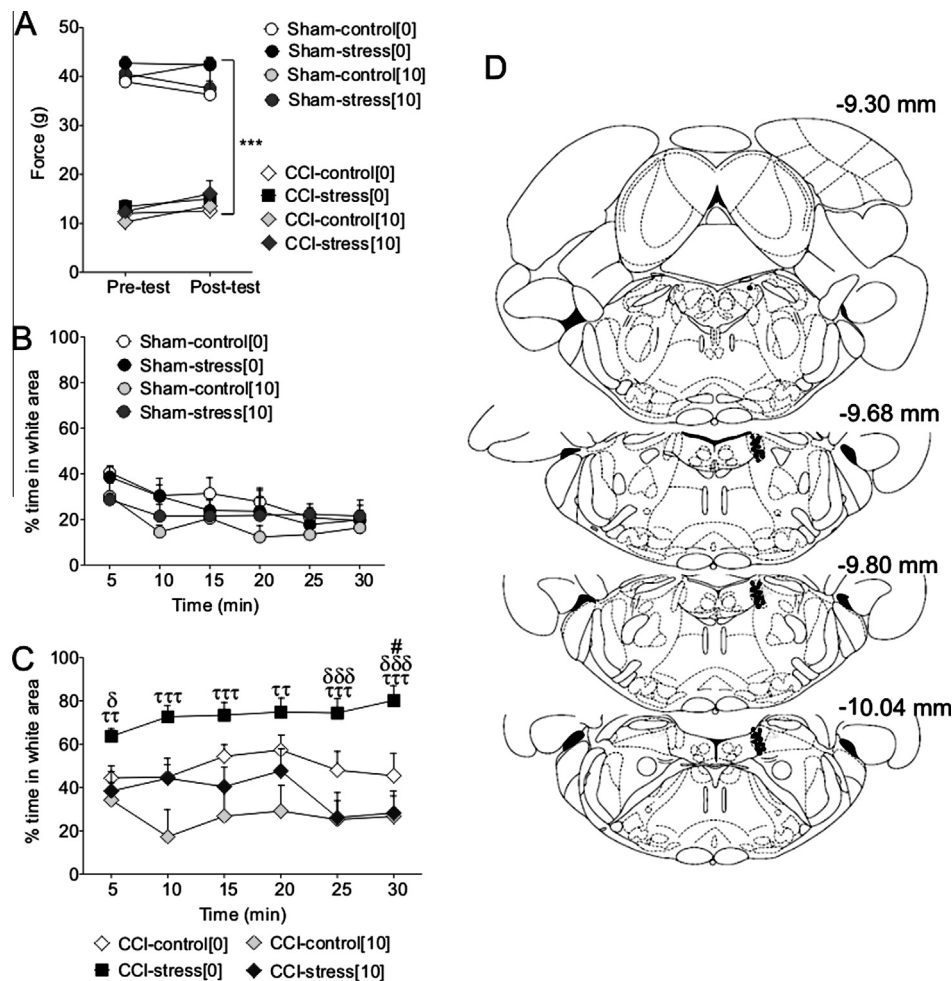 A
50
40
30
20
10
0
Force (g)
Pre-test
Post-test
***
Sham-control[0]
Sham-stress[0]
Sham-control[10]
Sham-stress[10]
CCI-control[0]
CCI-stress[0]
CCI-control[10]
CCI-stress[10]
B
100
80
60
40
20
0
% time in white area
Sham-control[0]
Sham-stress[0]
Sham-control[10]
Sham-stress[10]
5 10 15 20 25 30
Time (min)
C
100
80
60
40
20
0
% time in white area
δ
ττ
τττ
τττ
ττ
δδδ
τττ
#
δδδ
τττ
5 10 15 20 25 30
Time (min)
CCI-control[0] CCI-control[10]
CCI-stress[0] CCI-stress[10]
D
-9.30 mm
-9.68 mm
-9.80 mm
-10.04 mm